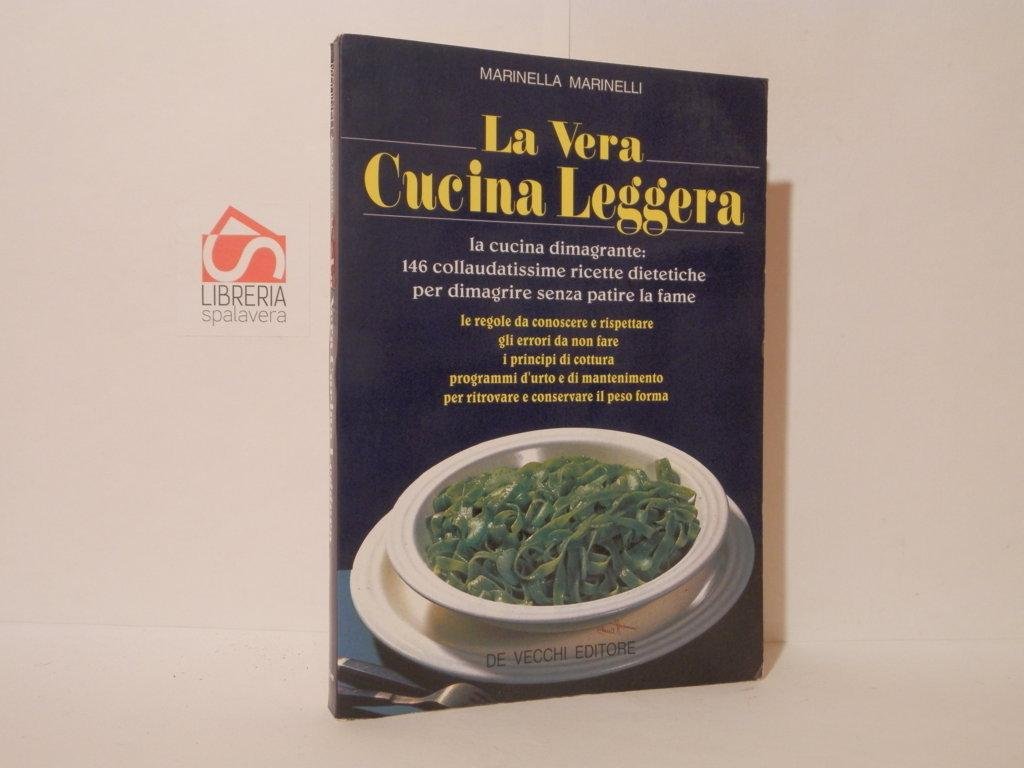 MARINELLA MARINELLI
La Vera
Cucina Leggera
la cucina dimagrante:
146 collaudatissime ricette dietetiche
per dimagrire senza patire la fame
le regole da conoscere e rispettare
gli errori da non fare
i principi di cottura
programmi d'urto e di mantenimento
per ritrovare e conservare il peso forma
DE VECCHI EDITORE
LIBRERIA
spalavera